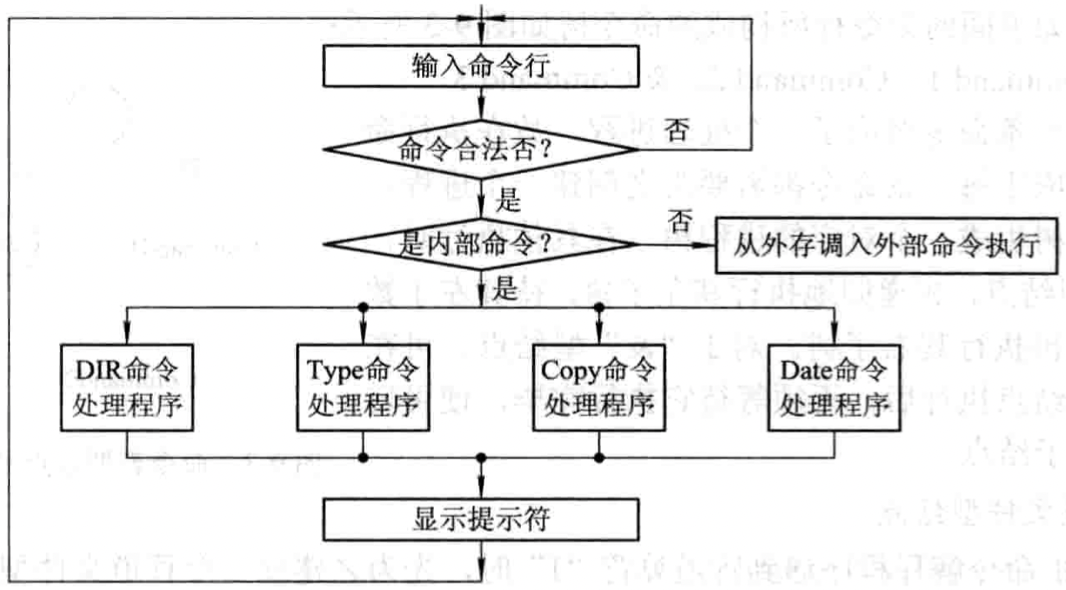 输入命令行
命令合法否?
否
是
是内部命令?
否
从外存调入外部命令执行
是
DIR命令
处理程序
Type命令
处理程序
Copy命令
处理程序
Date命令
处理程序
显示提示符